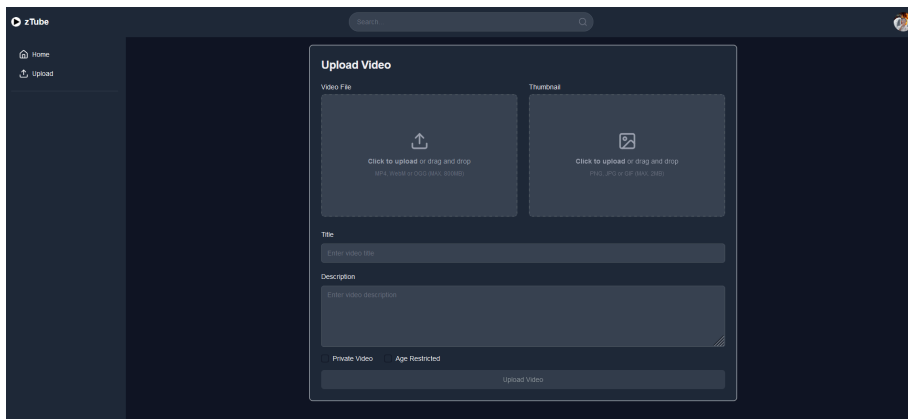 zTube
Search
Home
Upload
Upload Video
Video File
Thumbnail
Click to upload or drag and drop
MP4, WebM or OGG (MAX. 800MB)
Click to upload or drag and drop
PNG, JPG or GIF (MAX. 2MB)
Title
Enter video title
Description
Enter video description
Private Video
Age Restricted
Upload Video